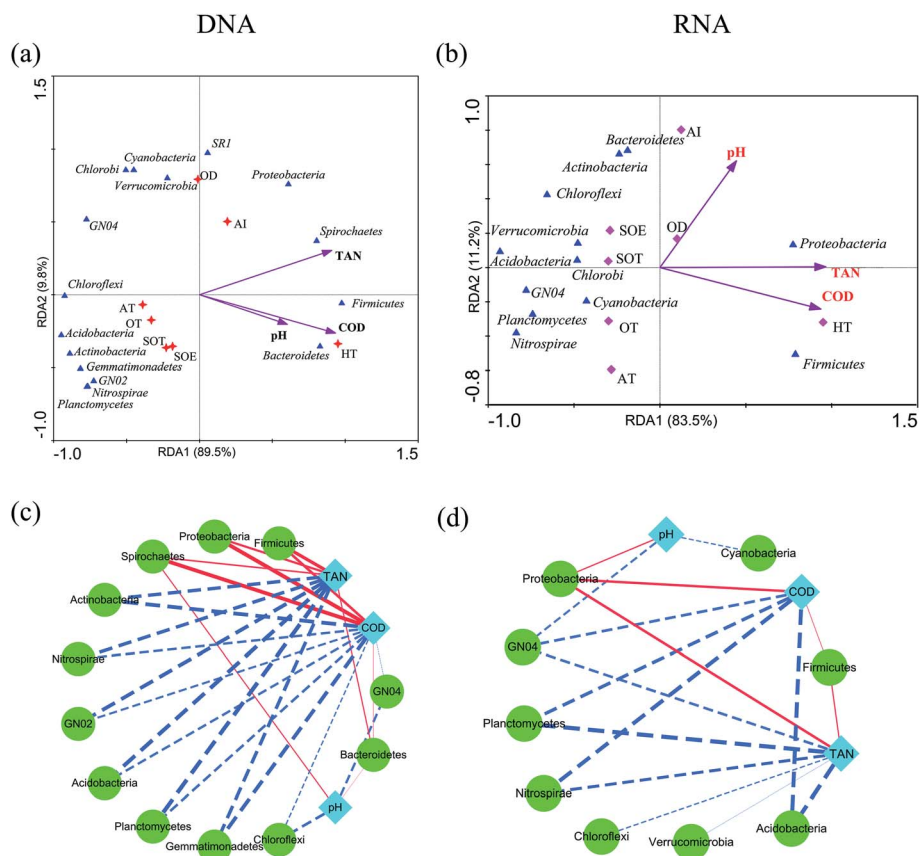 DNA
RNA
(a)
1.5
SR1
Cyanobacteria
Chlorobi
OD
Verrucomicrobia
Proteobacteria
AI
GN04
Spirochaetes
TAN
Chloroflexi
AT
Firmicutes
OT
COD
Acidobacteria
pH
SOT
SOE
Bacteroidetes
HT
Actinobacteria
Gemmatimonadetes
GN02
Nitrospirae
Planctomycetes
RDA2 (9.8%)
-1.0
-1.0
RDA1 (89.5%)
1.5
(b)
1.0
AI
Bacteroidetes
pH
Actinobacteria
Chloroflexi
Verrucomicrobia
SOE
OD
Proteobacteria
Acidobacteria
SOT
Chlorobi
TAN
GN04
Cyanobacteria
COD
Planctomycetes
OT
HT
Nitrospirae
Firmicutes
AT
RDA2 (11.2%)
-0.8
-1.0
RDA1 (83.5%)
1.5
(c)
Proteobacteria
Firmicutes
Spirochaetes
TAN
Actinobacteria
COD
Nitrospirae
GN04
GN02
Bacteroidetes
Acidobacteria
pH
Planctomycetes
Chloroflexi
Gemmatimonadetes
(d)
pH
Cyanobacteria
Proteobacteria
COD
GN04
Firmicutes
Planctomycetes
TAN
Nitrospirae
Chloroflexi
Verrucomicrobia
Acidobacteria